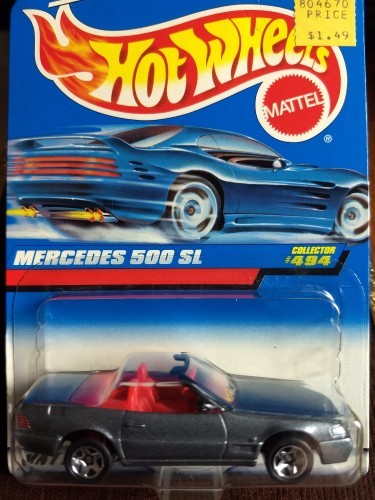 804670
PRICE
$1.49
Hot Wheels
MATTEL
®
MERCEDES 500 SL
COLLECTOR
#494